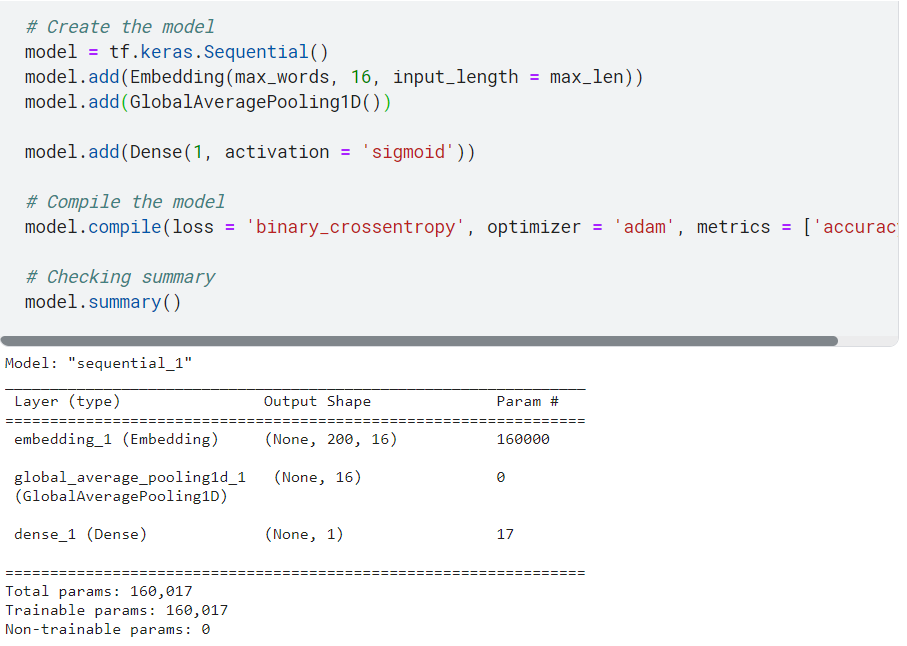 # Create the model
model = tf.keras.Sequential()
model.add(Embedding(max_words, 16, input_length = max_len))
model.add(GlobalAveragePooling1D())
model.add(Dense(1, activation = 'sigmoid'))
# Compile the model
model.compile(loss = 'binary_crossentropy', optimizer = 'adam', metrics = ['accurac
# Checking summary
model.summary()
Model: "sequential_1"
_________________________________________________________________
Layer (type) Output Shape Param #
=================================================================
embedding_1 (Embedding) (None, 200, 16) 160000
global_average_pooling1d_1 (None, 16) 0
(GlobalAveragePooling1D)
dense_1 (Dense) (None, 1) 17
=================================================================
Total params: 160,017
Trainable params: 160,017
Non-trainable params: 0